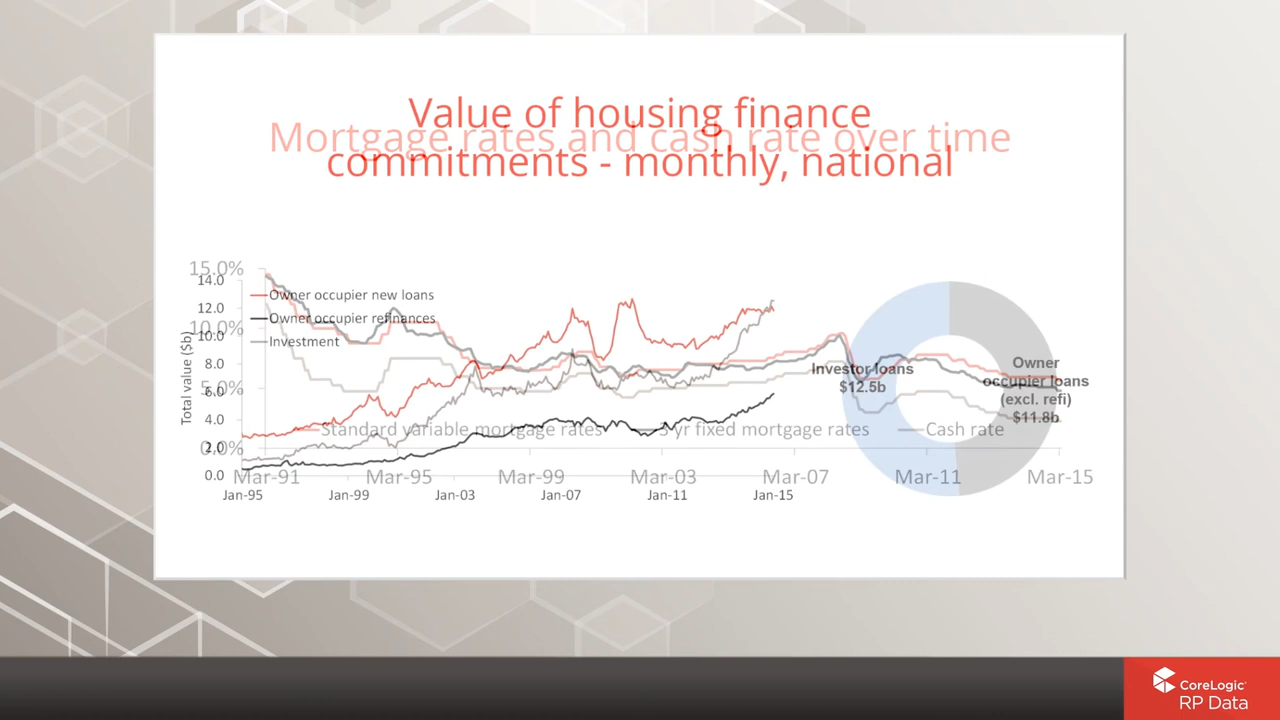 Value of housing finance
commitments - monthly, national
Mortgage rates and cash rate over time
15.0%
10.0%
5.0%
0.0%
14.0
12.0
10.0
8.0
6.0
4.0
2.0
0.0
Total value ($b)
Owner occupier new loans
Owner occupier refinances
Investment
Investor loans
$12.5b
Owner
occupier loans
(excl. refi)
$11.8b
Standard variable mortgage rates
3 yr fixed mortgage rates
Cash rate
Mar-91 Mar-95 Mar-99 Mar-03 Mar-07 Mar-11 Mar-15
Jan-95 Jan-99 Jan-03 Jan-07 Jan-11 Jan-15
CoreLogic
RP Data